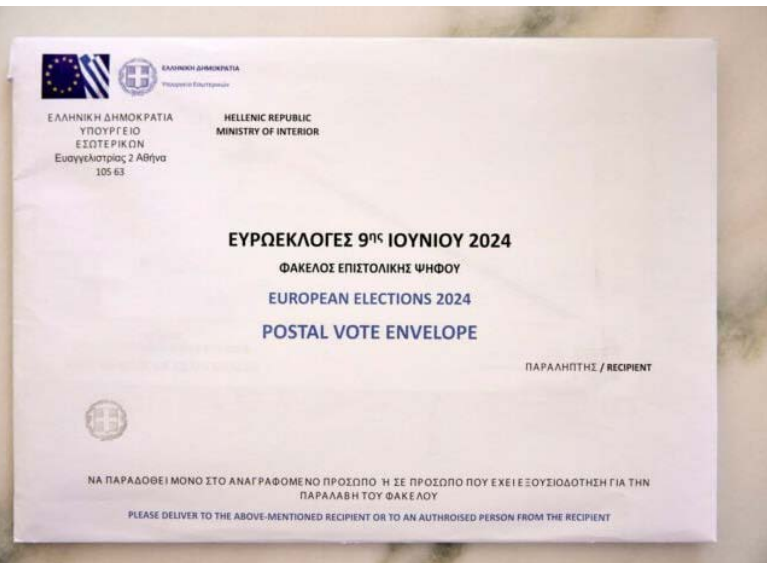 ΕΛΛΗΝΙΚΗ ΔΗΜΟΚΡΑΤΙΑ
Υπουργείο Εσωτερικών
ΕΛΛΗΝΙΚΗ ΔΗΜΟΚΡΑΤΙΑ
ΥΠΟΥΡΓΕΙΟ
ΕΣΩΤΕΡΙΚΩΝ
Ευαγγελιστρίας 2 Αθήνα
105 63
HELLENIC REPUBLIC
MINISTRY OF INTERIOR
ΕΥΡΩΕΚΛΟΓΕΣ 9ης ΙΟΥΝΙΟΥ 2024
ΦΑΚΕΛΟΣ ΕΠΙΣΤΟΛΙΚΗΣ ΨΗΦΟΥ
EUROPEAN ELECTIONS 2024
POSTAL VOTE ENVELOPE
ΠΑΡΑΛΗΠΤΗΣ / RECIPIENT
ΝΑ ΠΑΡΑΔΟΘΕΙ ΜΟΝΟ ΣΤΟ ΑΝΑΓΡΑΦΟΜΕΝΟ ΠΡΟΣΩΠΟ Ή ΣΕ ΠΡΟΣΩΠΟ ΠΟΥ ΕΧΕΙ ΕΞΟΥΣΙΟΔΟΤΗΣΗ ΓΙΑ ΤΗΝ
ΠΑΡΑΛΑΒΗ ΤΟΥ ΦΑΚΕΛΟΥ
PLEASE DELIVER TO THE ABOVE-MENTIONED RECIPIENT OR TO AN AUTHROISED PERSON FROM THE RECIPIENT